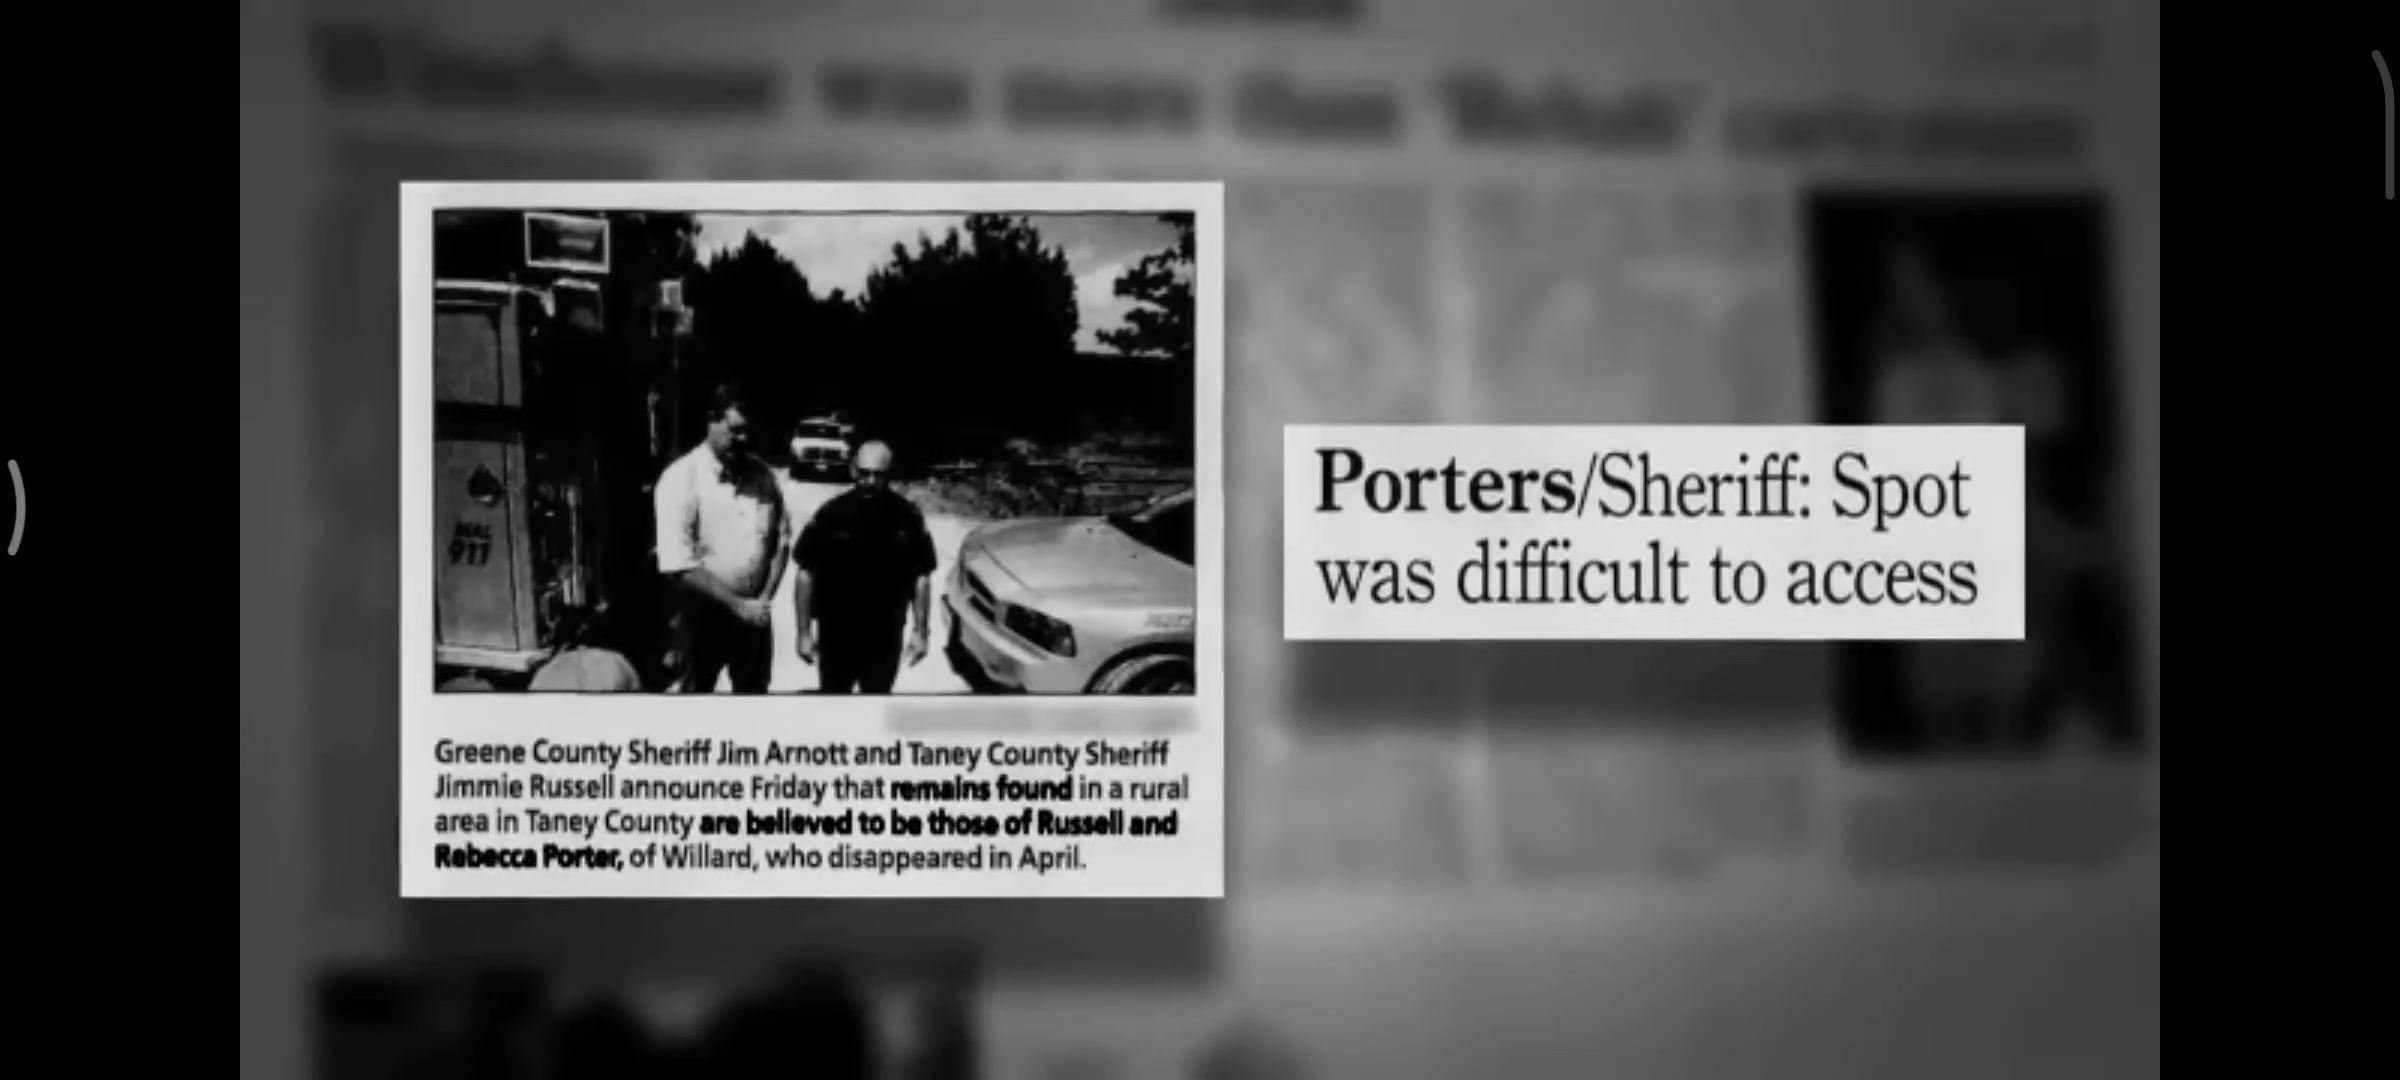 911
Greene County Sheriff Jim Arnott and Taney County Sheriff
Jimmie Russell announce Friday that remains found in a rural
area in Taney County are believed to be those of Russell and
Rebecca Porter, of Willard, who disappeared in April.
Porters/Sheriff: Spot
was difficult to access